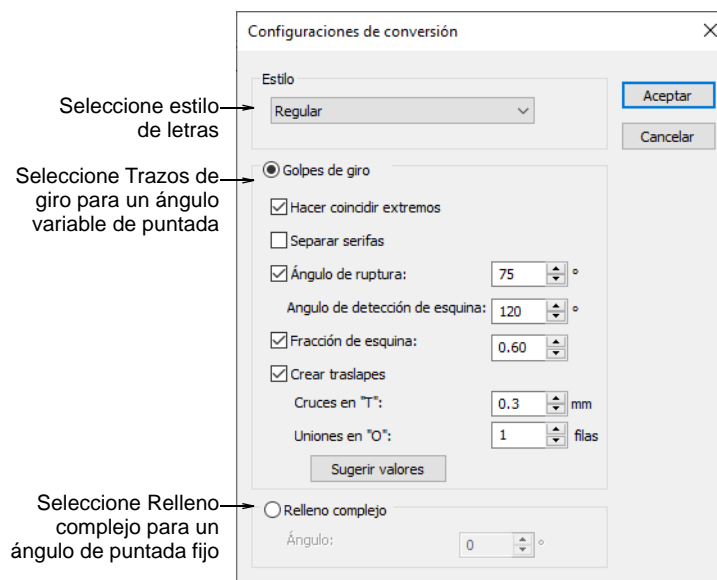 Configuraciones de conversión
Estilo
Seleccione estilo
de letras
Regular
Aceptar
Cancelar
Seleccione Trazos de
giro para un ángulo
variable de puntada
Golpes de giro
Hacer coincidir extremos
Separar serifas
Ángulo de ruptura: 75 °
Angulo de detección de esquina: 120 °
Fracción de esquina: 0.60
Crear traslapes
Cruces en "T": 0.3 mm
Uniones en "O": 1 filas
Sugerir valores
Seleccione Relleno
complejo para un
ángulo de puntada fijo
Relleno complejo
Ángulo: 0 °